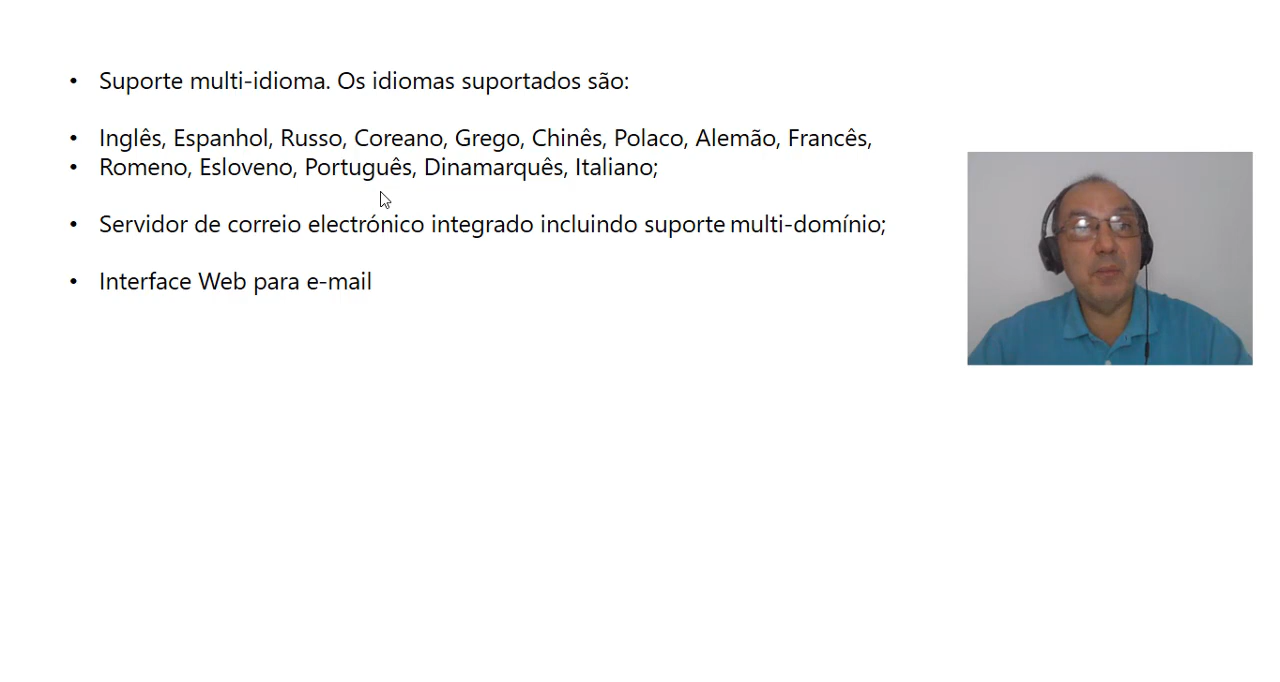 • Suporte multi-idioma. Os idiomas suportados são:
• Inglês, Espanhol, Russo, Coreano, Grego, Chinês, Polaco, Alemão, Francês,
• Romeno, Esloveno, Português, Dinamarquês, Italiano;
• Servidor de correio electrónico integrado incluindo suporte multi-domínio;
• Interface Web para e-mail